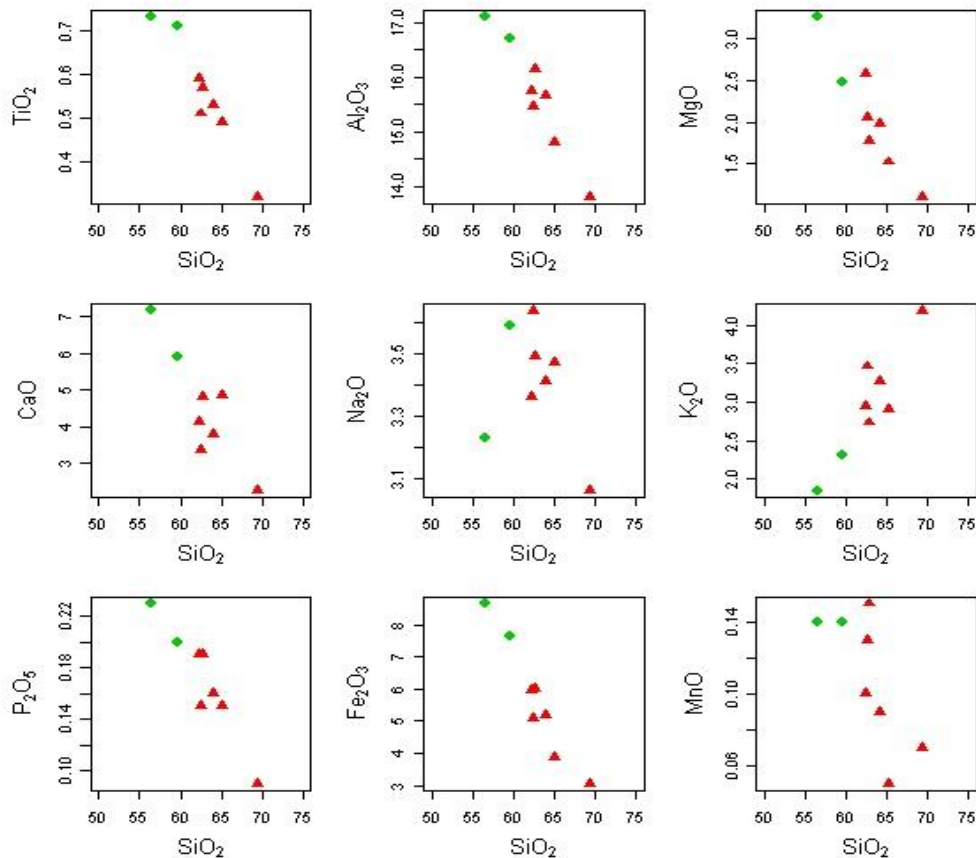 TiO₂
0.7
0.6
0.5
0.4
50 55 60 65 70 75
SiO₂
Al₂O₃
17.0
16.0
15.0
14.0
50 55 60 65 70 75
SiO₂
MgO
3.0
2.5
2.0
1.5
50 55 60 65 70 75
SiO₂
CaO
7
6
5
4
3
50 55 60 65 70 75
SiO₂
Na₂O
3.5
3.3
3.1
50 55 60 65 70 75
SiO₂
K₂O
4.0
3.5
3.0
2.5
2.0
50 55 60 65 70 75
SiO₂
P₂O₅
0.22
0.18
0.14
0.10
50 55 60 65 70 75
SiO₂
Fe₂O₃
8
7
6
5
4
3
50 55 60 65 70 75
SiO₂
MnO
0.14
0.10
0.06
50 55 60 65 70 75
SiO₂